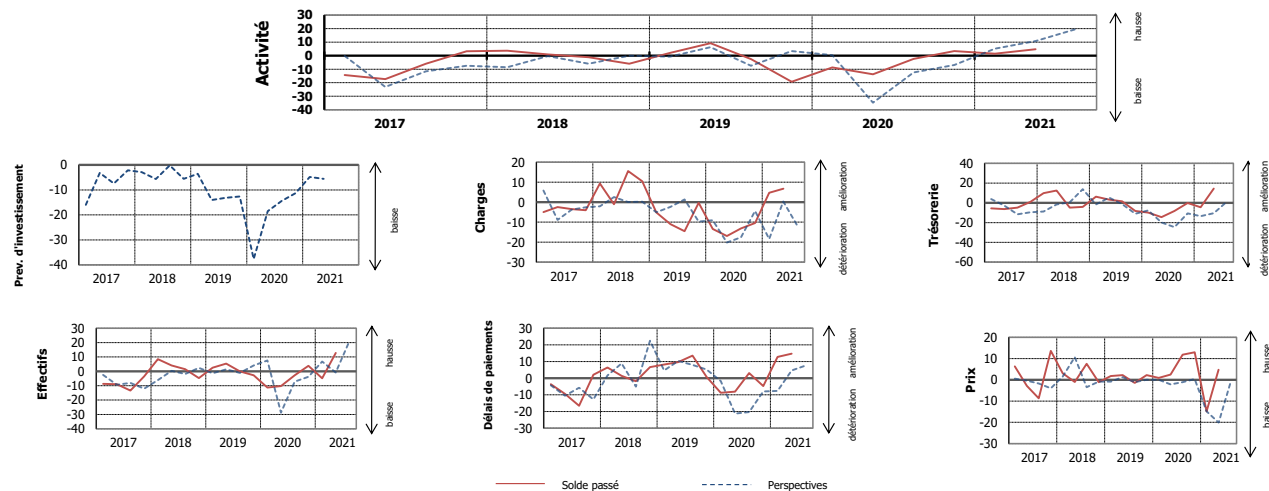 Activité
30
20
10
0
-10
-20
-30
-40
2017 2018 2019 2020 2021
hausse
baisse
Prev. d'investissement
0
-10
-20
-30
-40
2017 2018 2019 2020 2021
baisse
Charges
20
10
0
-10
-20
-30
2017 2018 2019 2020 2021
amélioration
détérioration
Trésorerie
40
20
0
-20
-40
-60
2017 2018 2019 2020 2021
amélioration
détérioration
Effectifs
30
20
10
0
-10
-20
-30
-40
2017 2018 2019 2020 2021
hausse
baisse
Délais de paiements
30
20
10
0
-10
-20
-30
2017 2018 2019 2020 2021
amélioration
détérioration
Prix
20
10
0
-10
-20
-30
2017 2018 2019 2020 2021
hausse
baisse
Solde passé
Perspectives